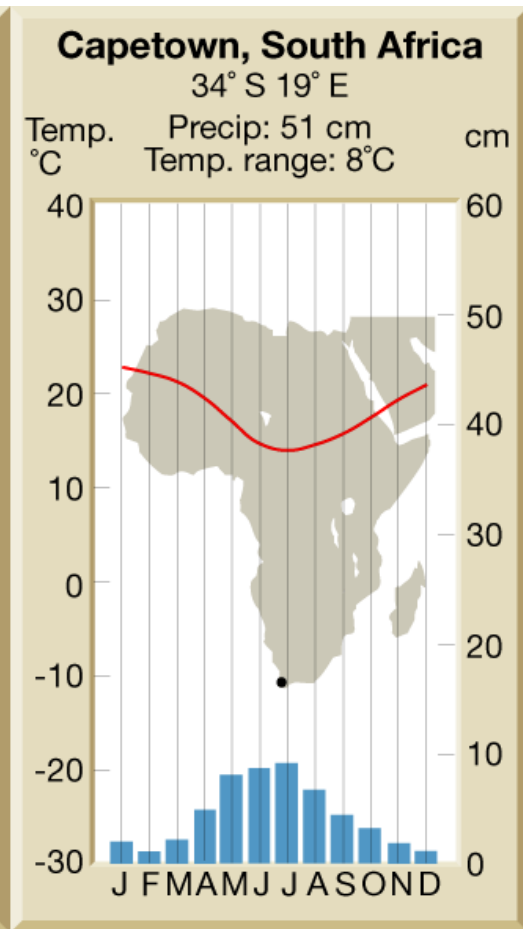 Capetown, South Africa
34° S 19° E
Temp. °C
Precip: 51 cm
Temp. range: 8°C
cm
40 60
30 50
20 40
10 30
0 20
-10 10
-20 0
-30
J F M A M J J A S O N D